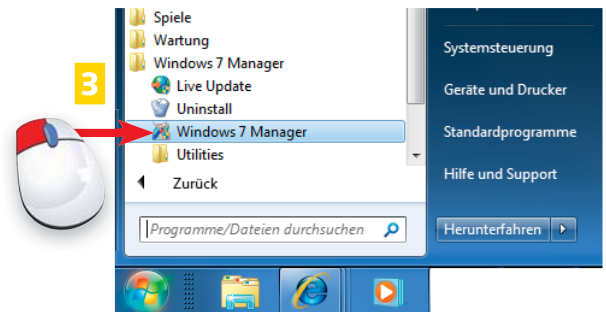 Spiele
Wartung
Windows 7 Manager
3
Live Update
Uninstall
Windows 7 Manager
Utilities
Zurück
Programme/Dateien durchsuchen
Systemsteuerung
Geräte und Drucker
Standardprogramme
Hilfe und Support
Herunterfahren